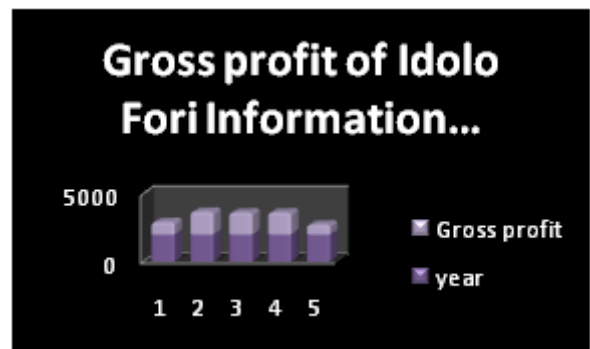 Gross profit of Idolo
Fori Information...
5000
0
1 2 3 4 5
Gross profit
year